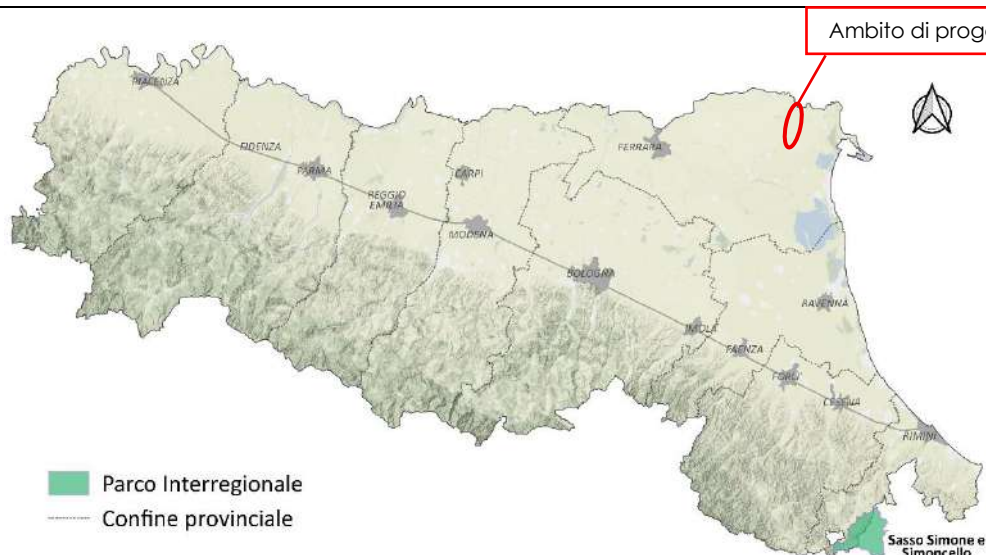 Ambito di prog
PIACENZA
FIDENZA
PARMA
REGGIO
EMILIA
CARPI
MODENA
FERRARA
BOLOGNA
RAVENNA
IMOLA
FAENZA
FORLI'
CESENA
RIMINI
Parco Interregionale
Confine provinciale
Sasso Simone e
Simoncello